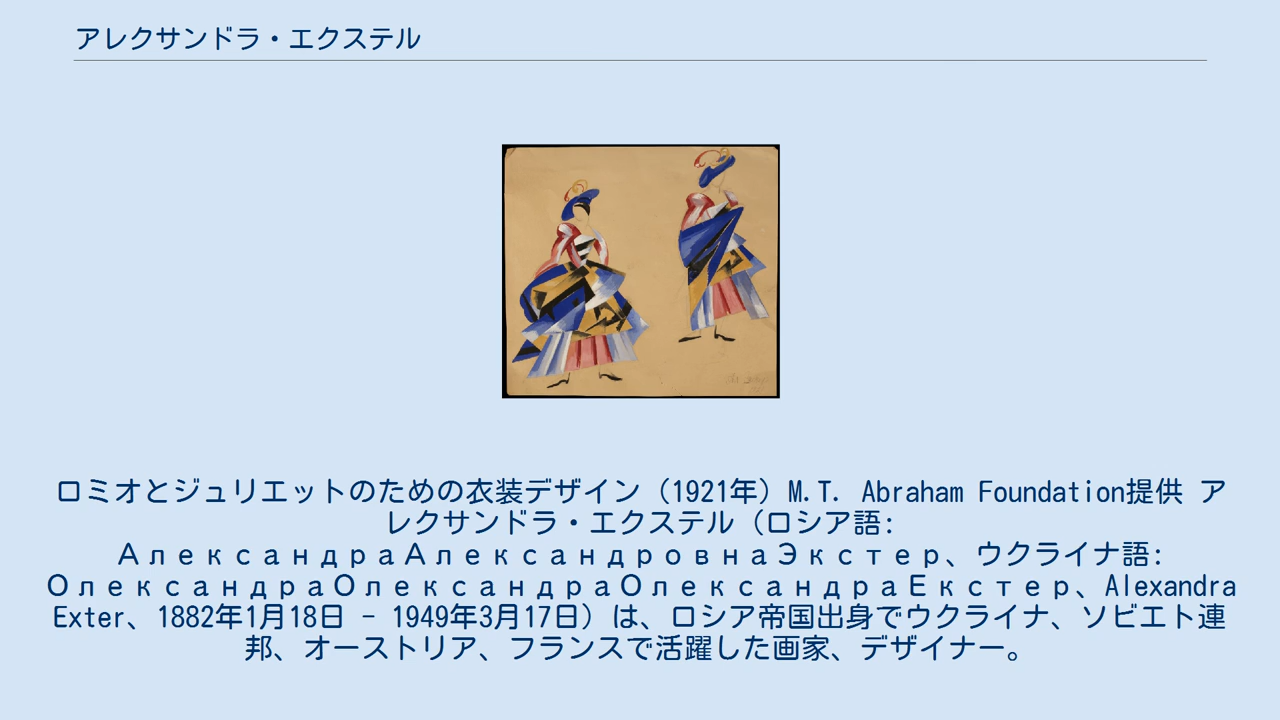 アレクサンドラ・エクステル
ロミオとジュリエットのための衣装デザイン（1921年）M.T. Abraham Foundation提供 ア
レクサンドラ・エクステル（ロシア語:
АлександраАлександровнаЭкстер、ウクライナ語:
ОлександраОлександраОлександраЕкстер、Alexandra
Exter、1882年1月18日 – 1949年3月17日）は、ロシア帝国出身でウクライナ、ソビエト連
邦、オーストリア、フランスで活躍した画家、デザイナー。